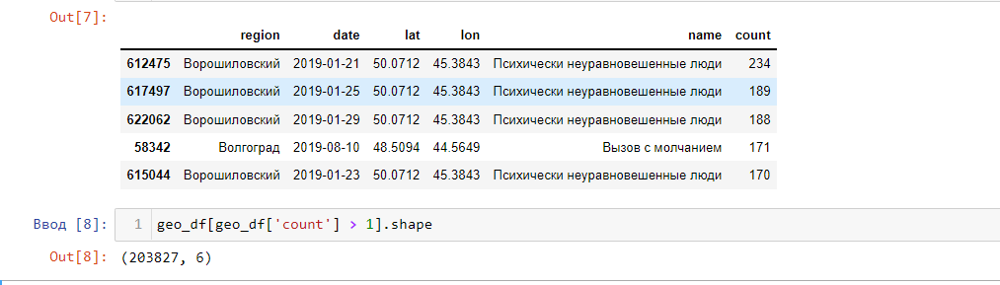 Out[7]:
region date lat lon name count
612475 Ворошиловский 2019-01-21 50.0712 45.3843 Психически неуравновешенные люди 234
617497 Ворошиловский 2019-01-25 50.0712 45.3843 Психически неуравновешенные люди 189
622062 Ворошиловский 2019-01-29 50.0712 45.3843 Психически неуравновешенные люди 188
58342 Волгоград 2019-08-10 48.5094 44.5649 Вызов с молчанием 171
615044 Ворошиловский 2019-01-23 50.0712 45.3843 Психически неуравновешенные люди 170
Ввод [8]: 1 geo_df[geo_df['count'] > 1].shape
Out[8]: (203827, 6)